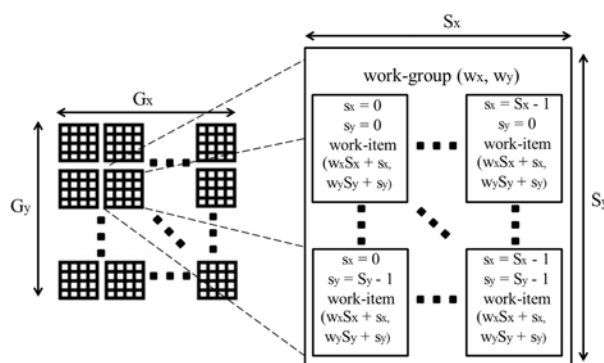 Sx
work-group (wx, wy)
Gx
Gy
sx = 0
sy = 0
work-item
(wxSx + sx,
wySy + sy)
sx = Sx - 1
sy = 0
work-item
(wxSx + sx,
wySy + sy)
Sy
sx = 0
sy = Sy - 1
work-item
(wxSx + sx,
wySy + sy)
sx = Sx - 1
sy = Sy - 1
work-item
(wxSx + sx,
wySy + sy)